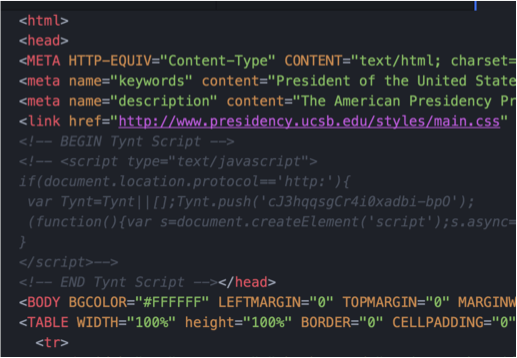 <html>
<head>
<META HTTP-EQUIV="Content-Type" CONTENT="text/html; charset=
<meta name="keywords" content="President of the United State
<meta name="description" content="The American Presidency Pr
<link href="http://www.presidency.ucsb.edu/styles/main.css"
<!-- BEGIN Tynt Script -->
<!-- <script type="text/javascript">
if(document.location.protocol=='http:'){
 var Tynt=Tynt||[];Tynt.push('cJ3hqqsgCr4i0xadbi-bpO');
 (function(){var s=document.createElement('script');s.async=
}
</script>-->
<!-- END Tynt Script --></head>
<BODY BGCOLOR="#FFFFFF" LEFTMARGIN="0" TOPMARGIN="0" MARGINW
<TABLE WIDTH="100%" height="100%" BORDER="0" CELLPADDING="0"
  <tr>